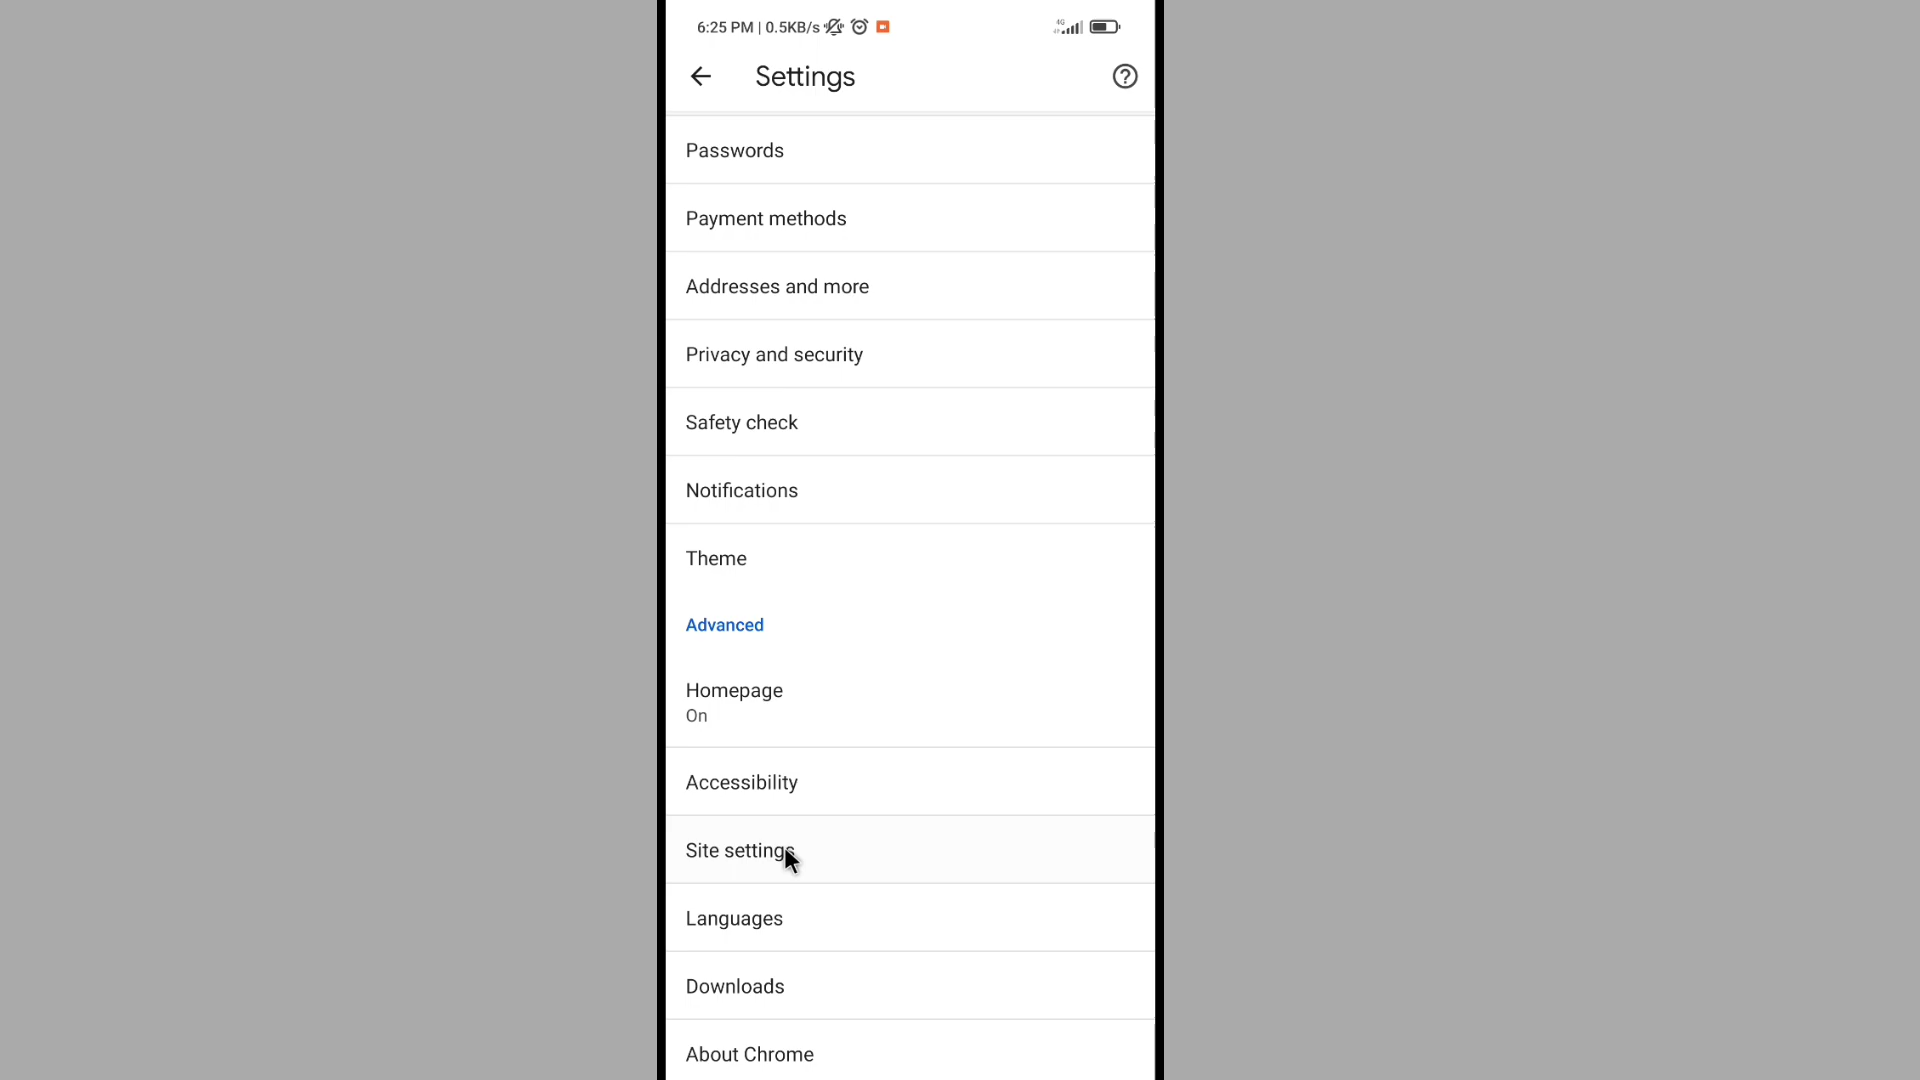 6:25 PM | 0.5KB/s
4G
Settings
Passwords
Payment methods
Addresses and more
Privacy and security
Safety check
Notifications
Theme
Advanced
Homepage
On
Accessibility
Site settings
Languages
Downloads
About Chrome